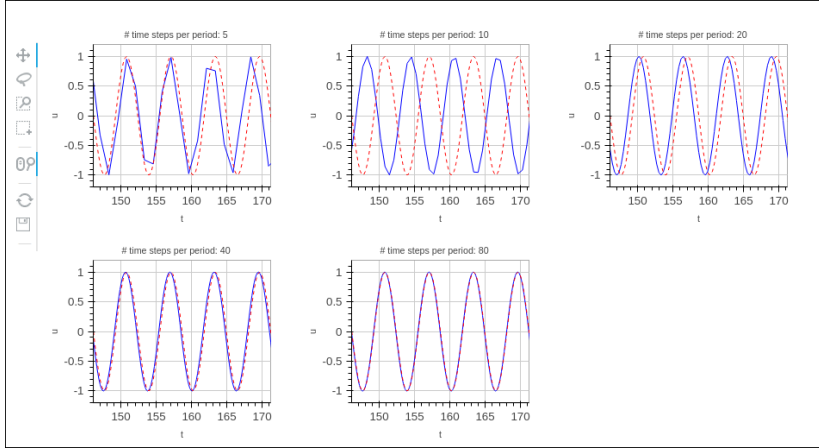 # time steps per period: 5
1
0.5
0
-0.5
-1
u
150 155 160 165 170
t
# time steps per period: 10
1
0.5
0
-0.5
-1
u
150 155 160 165 170
t
# time steps per period: 20
1
0.5
0
-0.5
-1
u
150 155 160 165 170
t
# time steps per period: 40
1
0.5
0
-0.5
-1
u
150 155 160 165 170
t
# time steps per period: 80
1
0.5
0
-0.5
-1
u
150 155 160 165 170
t